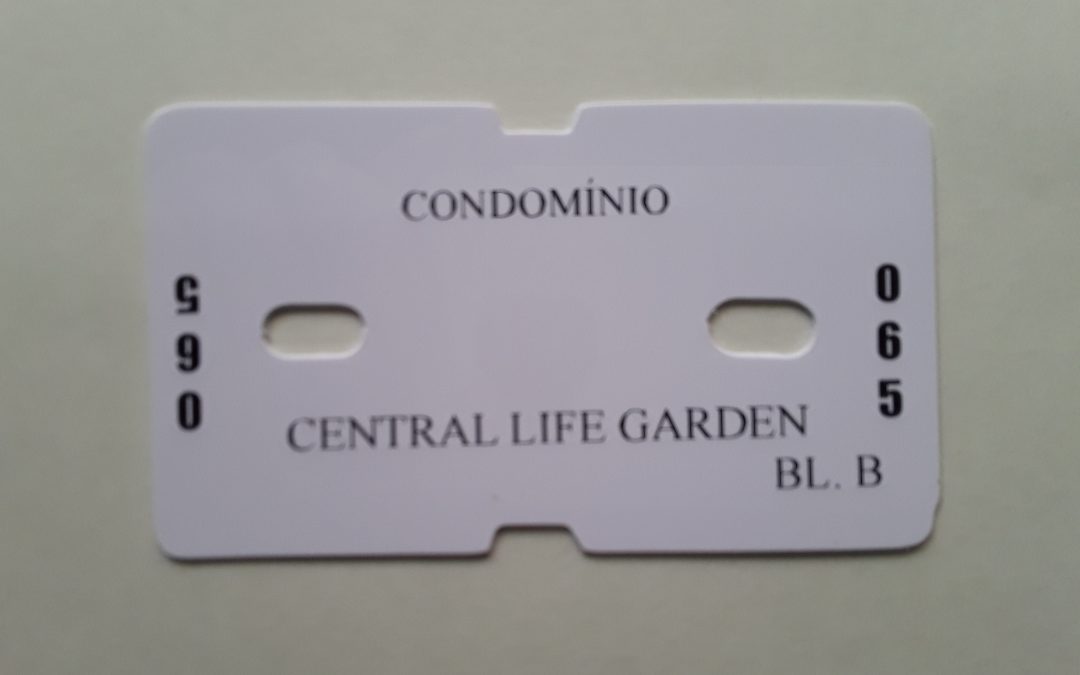 CONDOMÍNIO
065
065
CENTRAL LIFE GARDEN
BL. B